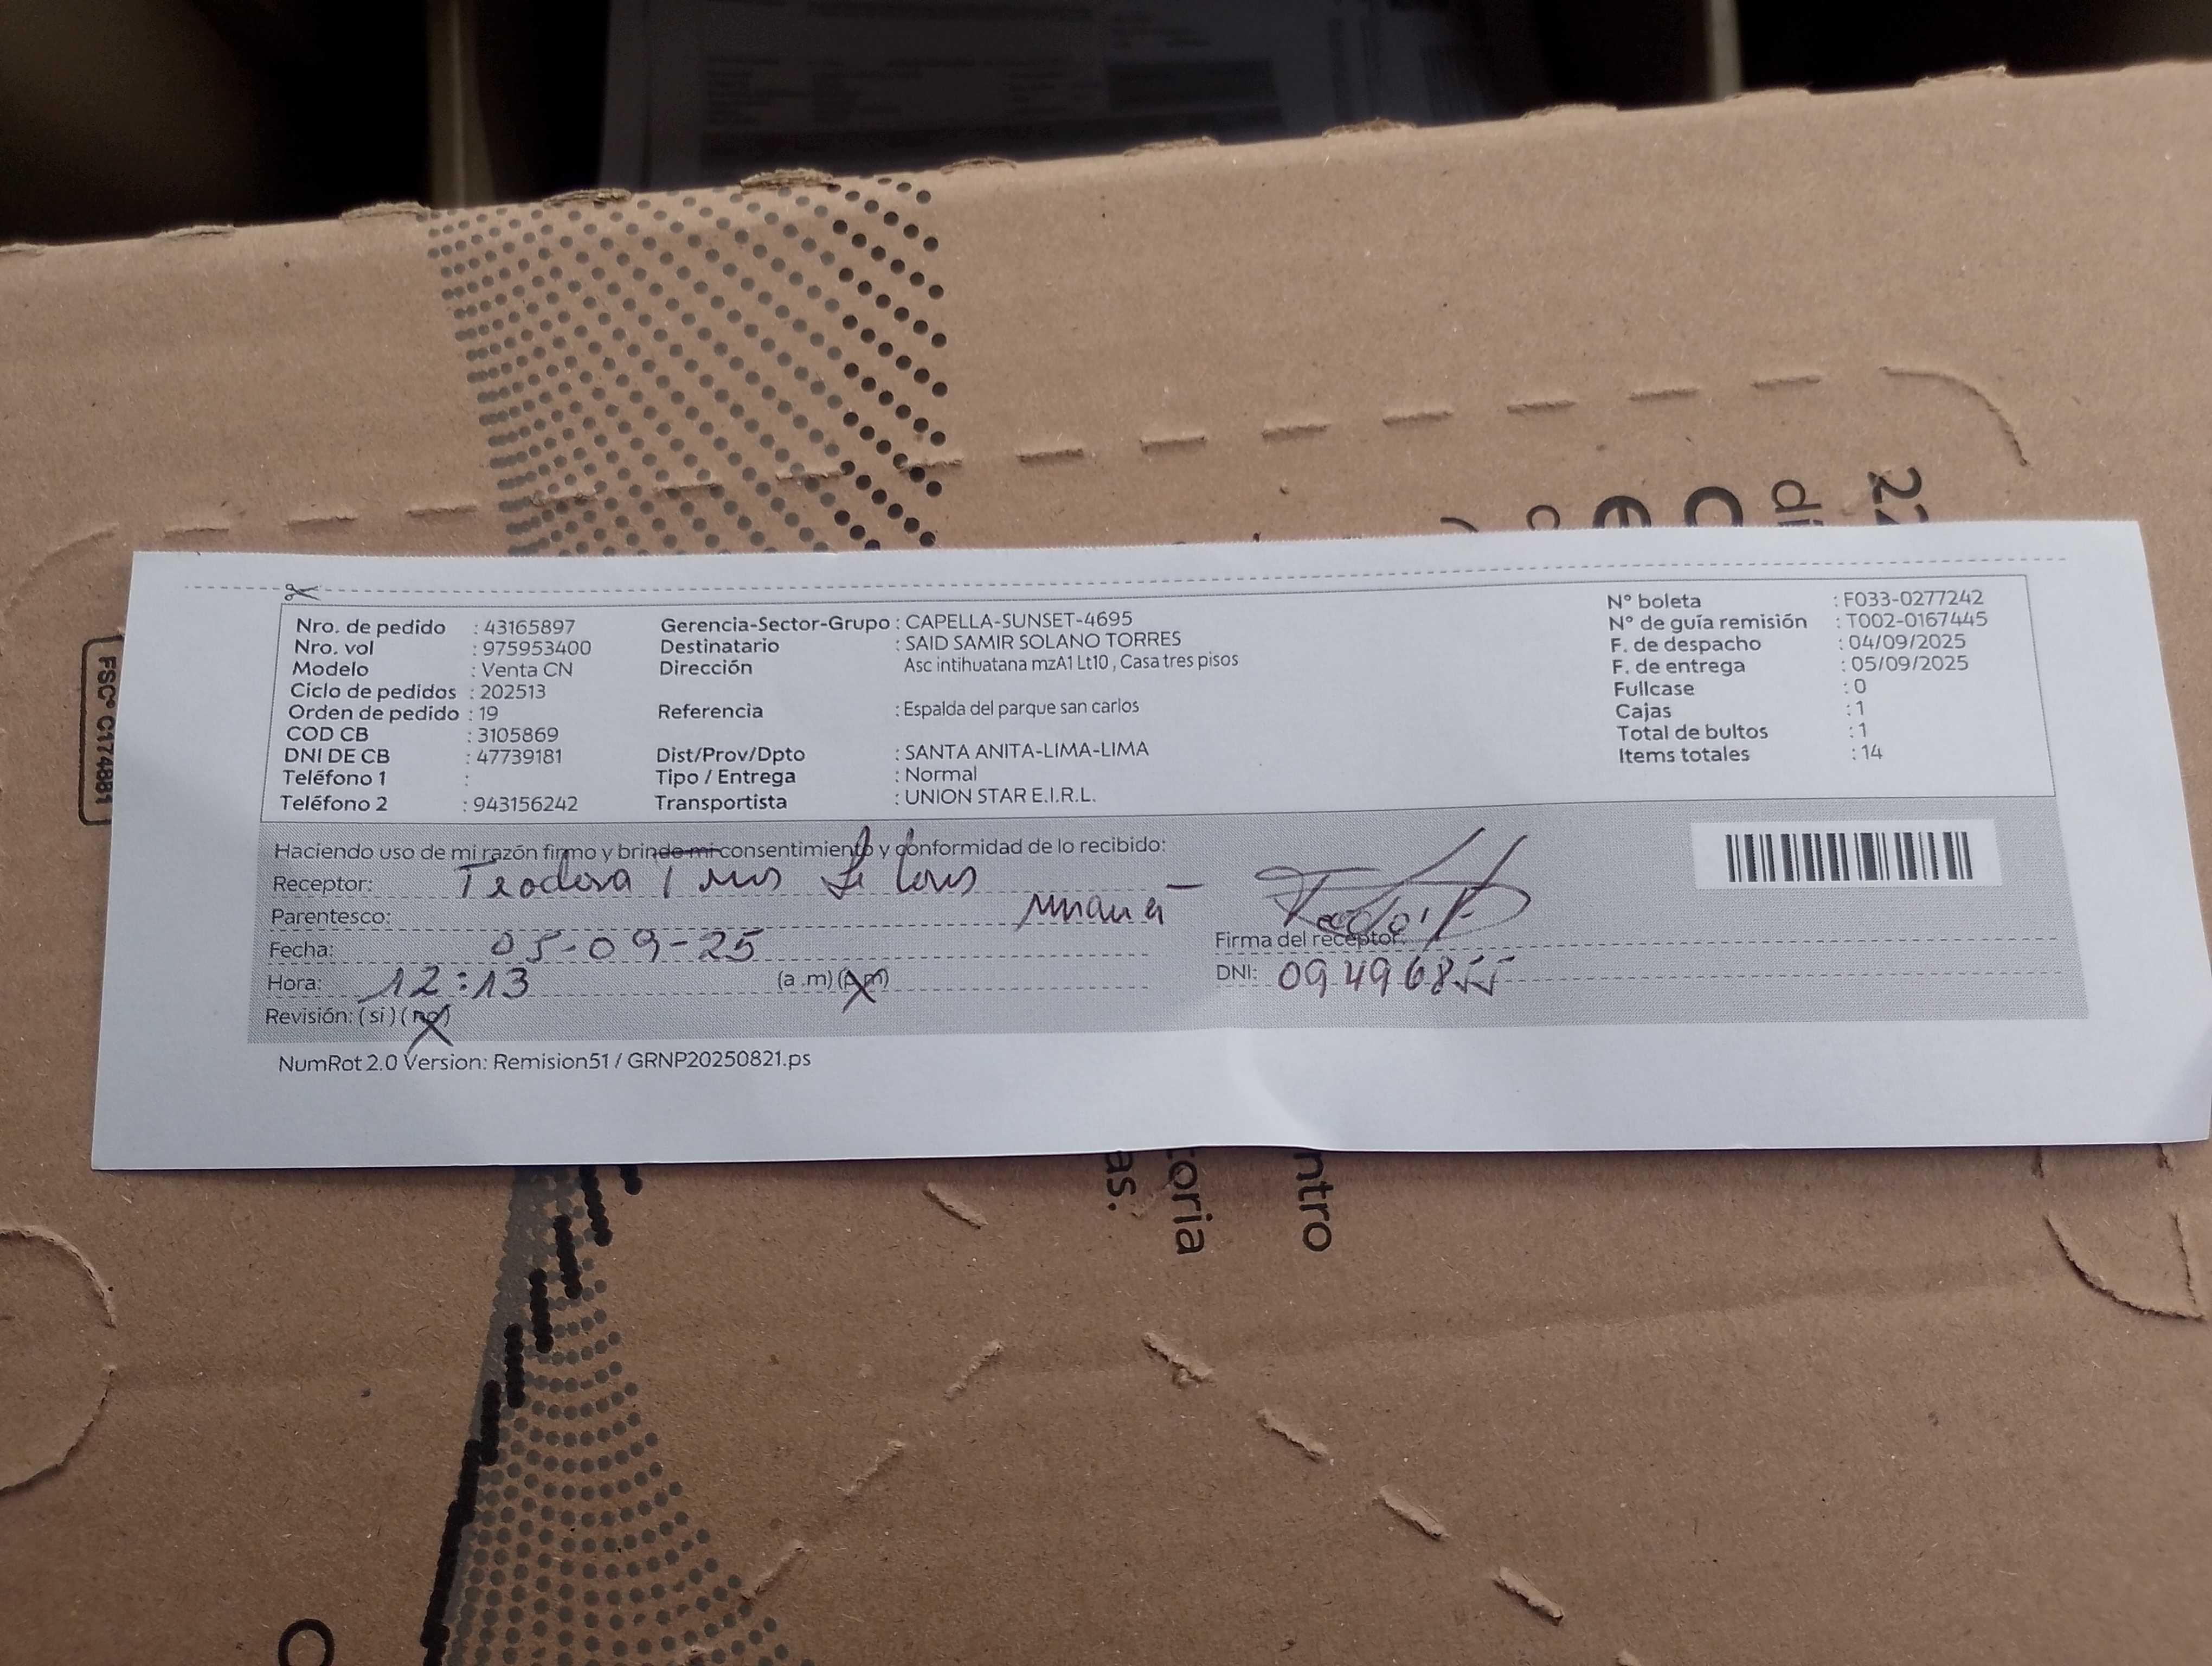 Nro. de pedido : 43165897
Nro. vol : 975953400
Modelo : Venta CN
Ciclo de pedidos : 202513
Orden de pedido : 19
COD CB : 3105869
DNI DE CB : 47739181
Teléfono 1 :
Teléfono 2 : 943156242
Gerencia-Sector-Grupo : CAPELLA-SUNSET-4695
Destinatario : SAID SAMIR SOLANO TORRES
Dirección Asc intihuatana mzA1 Lt10 , Casa tres pisos
Referencia : Espalda del parque san carlos
Dist/Prov/Dpto : SANTA ANITA-LIMA-LIMA
Tipo / Entrega : Normal
Transportista : UNION STAR E.I.R.L.
N° boleta : F033-0277242
N° de guía remisión : T002-0167445
F. de despacho : 04/09/2025
F. de entrega : 05/09/2025
Fullcase : 0
Cajas : 1
Total de bultos : 1
Items totales : 14
Haciendo uso de mi razón firmo y brindo mi consentimiento y conformidad de lo recibido:
Receptor: Teodora
Parentesco:
Fecha: 05-09-25
Hora: 12:13 (a .m) (p.m)
Revisión: (si) (no)
Firma del receptor:
DNI: 09496855
NumRot 2.0 Version: Remision51 / GRNP20250821.ps
FSC® C174881
as.
toria
ntro